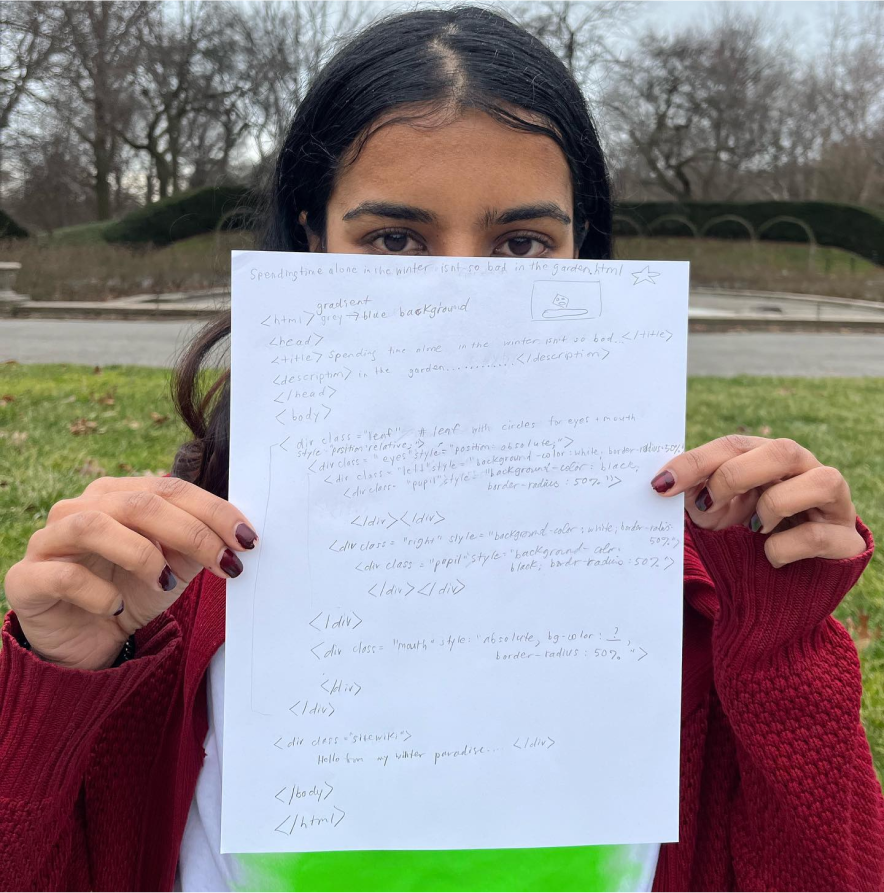 Spending time alone in the winter isnt so bad in the garden.html
gradient
<html> grey → blue background
<head>
<title> Spending time alone in the winter isn't so bad...</title>
<description> in the garden............</description>
</head>
<body>
<div class="leaf", # leaf with circles for eyes + mouth
style="position:relative;">
<div class="eyes" style="position:absolute;">
<div class="left" style="background-color:white; border-radius:50%"
<div class="pupil" style="background-color: black;
border-radius: 50%">
</div></div>
<div class="right" style="background-color:white; border-radius:
50%">
<div class="pupil" style:"background-color:
black; border-radius: 50%">
</div></div>
</div>
<div class="mouth" style:"absolute; bg-color: ? ;
border-radius: 50% ">
</div>
</div>
<div class="sidewiki">
Hello from my winter paradise.... </div>
</body>
</html>